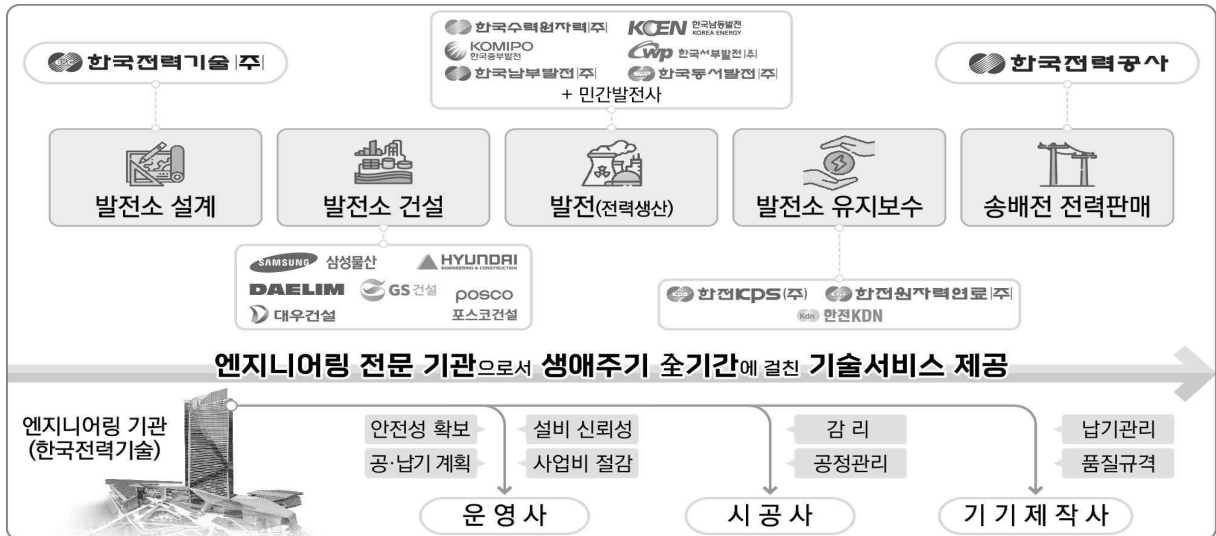 한국전력기술|주|
한국수력원자력|주|
KOEN 한국남동발전
KOREA ENERGY
KOMIPO
한국중부발전
WP 한국서부발전|주|
한국남부발전|주|
한국동서발전|주|
+ 민간발전사
한국전력공사
발전소 설계
발전소 건설
발전(전력생산)
발전소 유지보수
송배전 전력판매
SAMSUNG 삼성물산
HYUNDAI
ENGINEERING & CONSTRUCTION
DAELIM
GS건설
posco
포스코건설
대우건설
KPS 한전KPS(주)
한전원자력연료|주|
Kdn 한전KDN
엔지니어링 전문 기관으로서 생애주기 全기간에 걸친 기술서비스 제공
엔지니어링 기관
(한국전력기술)
안전성 확보
설비 신뢰성
공·납기 계획
사업비 절감
운영사
감 리
공정관리
시공사
납기관리
품질규격
기기제작사